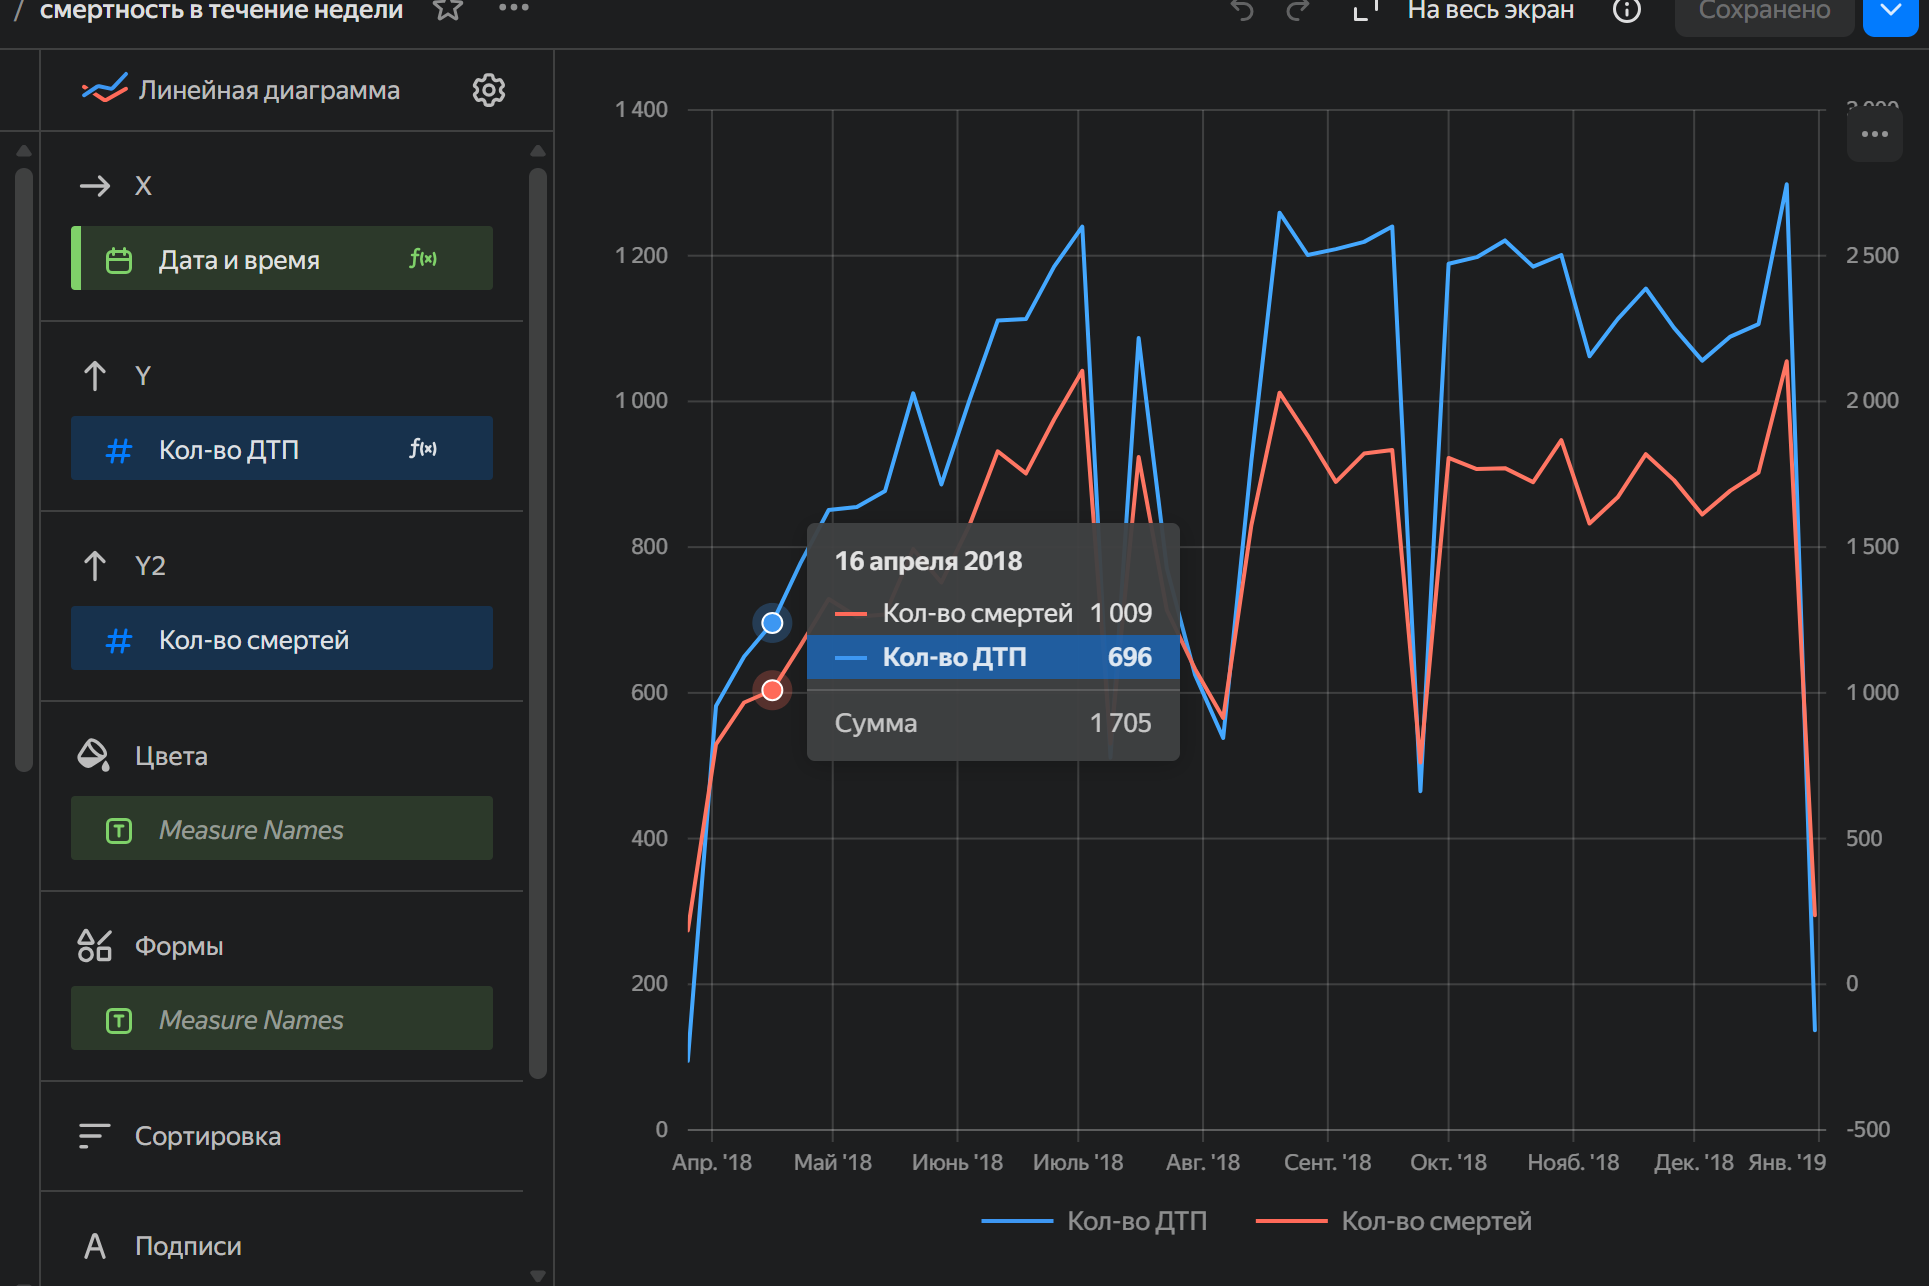 / смертность в течение недели
На весь экран
Сохранено
Линейная диаграмма
X
Дата и время f(x)
Y
# Кол-во ДТП f(x)
Y2
# Кол-во смертей
Цвета
T Measure Names
Формы
T Measure Names
Сортировка
A Подписи
1 400
1 200
1 000
800
600
400
200
0
3 000
2 500
2 000
1 500
1 000
500
0
-500
16 апреля 2018
Кол-во смертей 1 009
Кол-во ДТП 696
Сумма 1 705
Апр. '18 Май '18 Июнь '18 Июль '18 Авг. '18 Сент. '18 Окт. '18 Нояб. '18 Дек. '18 Янв. '19
Кол-во ДТП Кол-во смертей